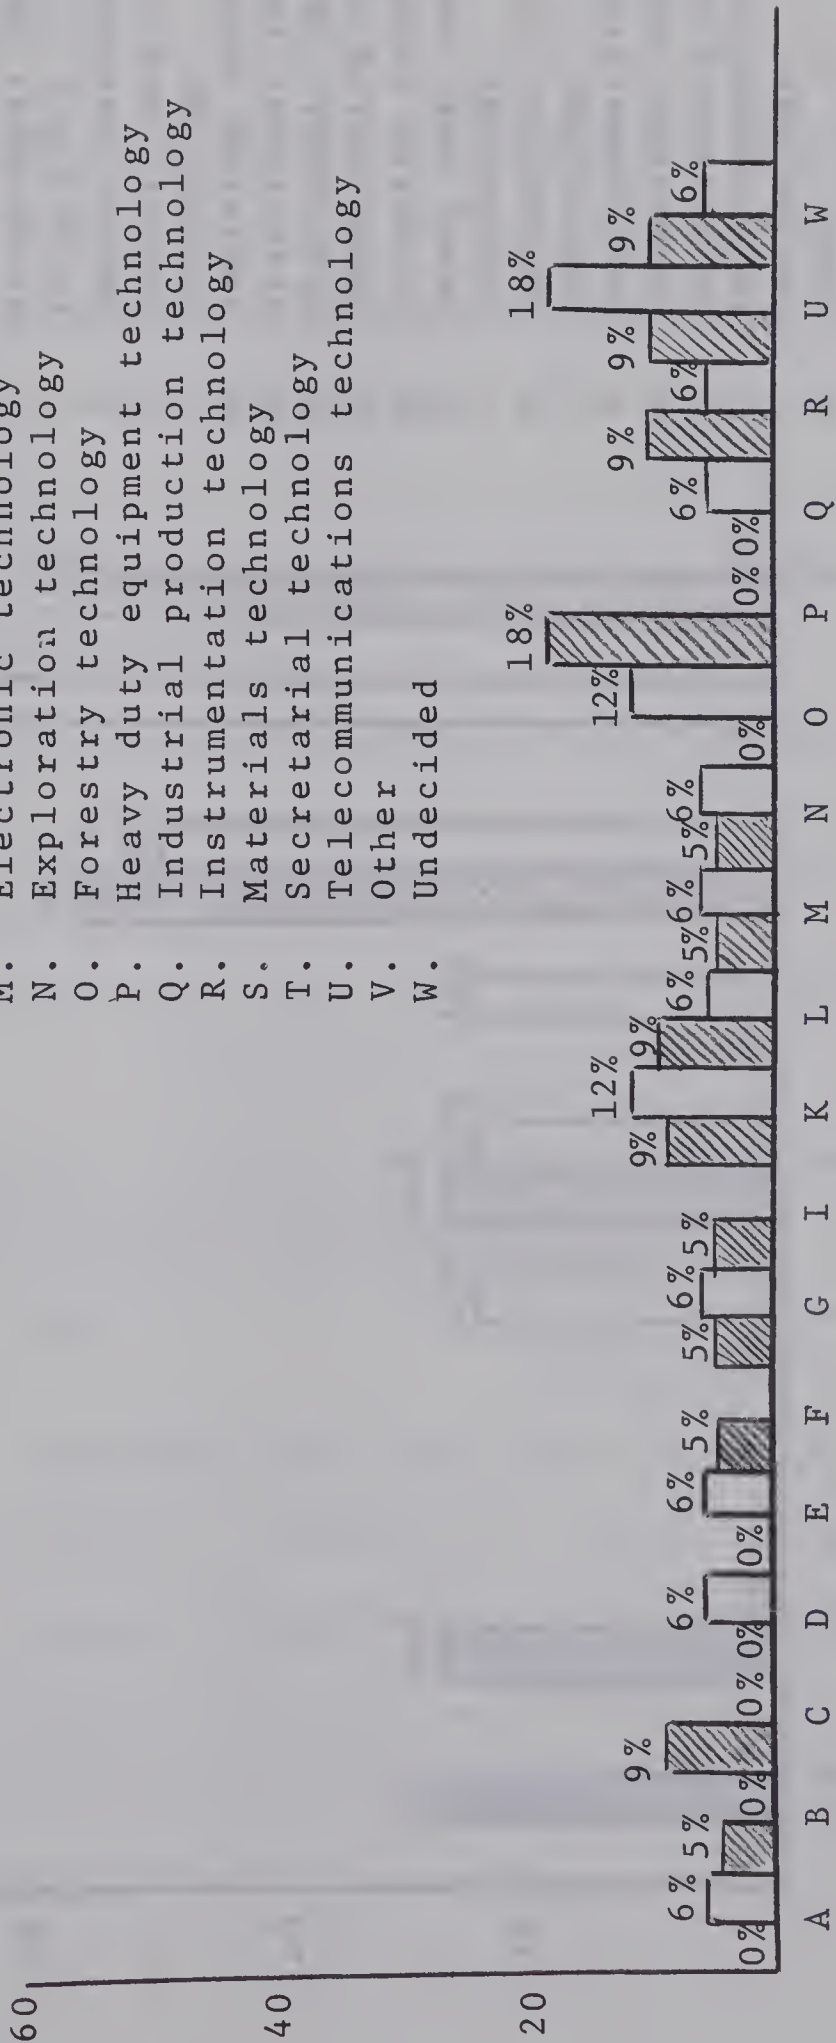 M. Electronic technology
N. Exploration technology
O. Forestry technology
P. Heavy duty equipment technology
Q. Industrial production technology
R. Instrumentation technology
S. Materials technology
T. Secretarial technology
U. Telecommunications technology
V. Other
W. Undecided
60
40
20
0% 6% 5% 0% 9% 0% 0% 6% 0% 6% 5% 5% 6% 5% 9% 12% 9% 6% 5% 6% 5% 6% 0% 12% 18% 0% 0% 6% 9% 6% 9% 18% 9% 6%
A B C D E F G I K L M N O P Q R U W